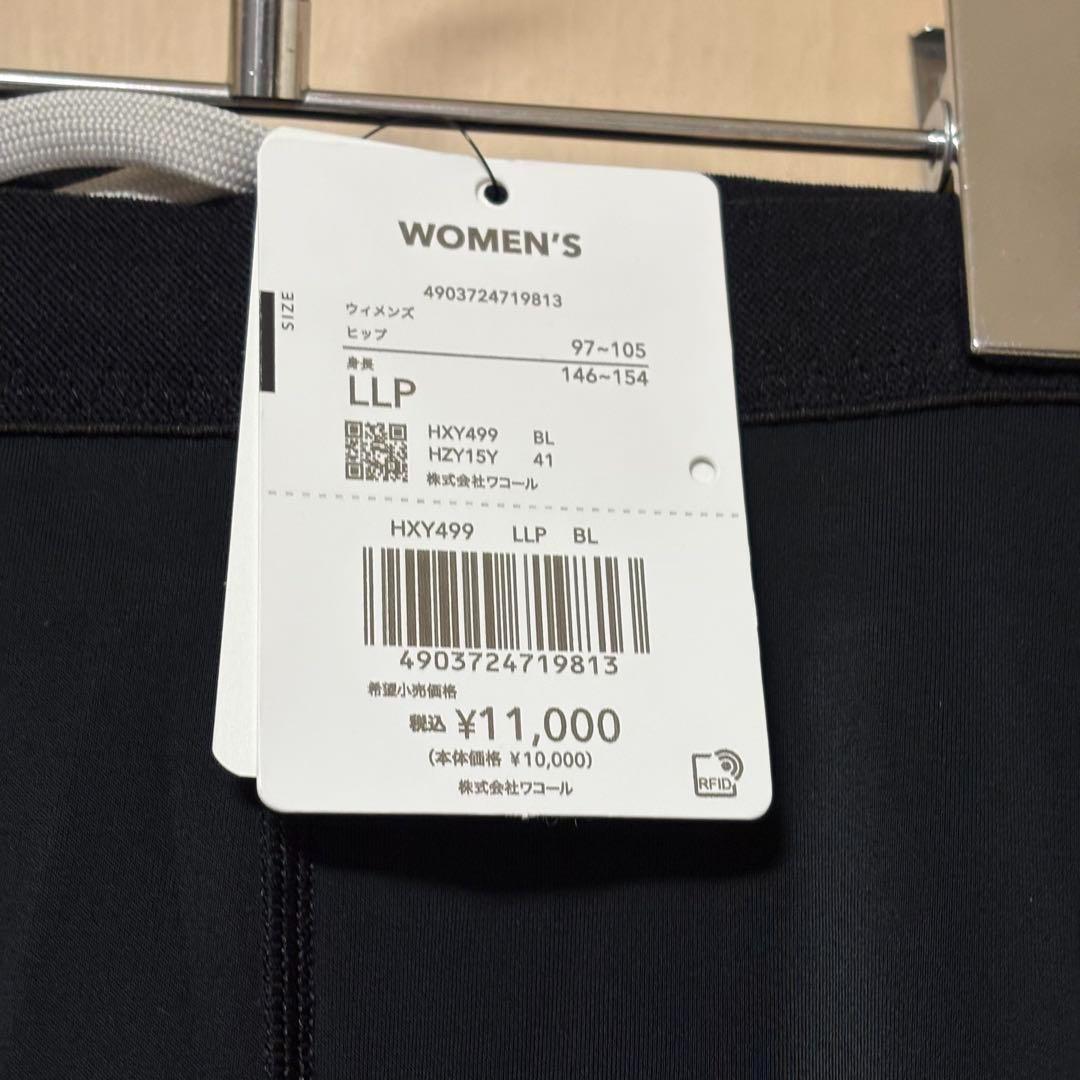 WOMEN'S
4903724719813
SIZE
ウィメンズ
ヒップ 97~105
身長 146~154
LLP
HXY499 BL
HZY15Y 41
株式会社ワコール
HXY499 LLP BL
4903724719813
希望小売価格
税込 ¥11,000
(本体価格 ¥10,000)
株式会社ワコール
RFID